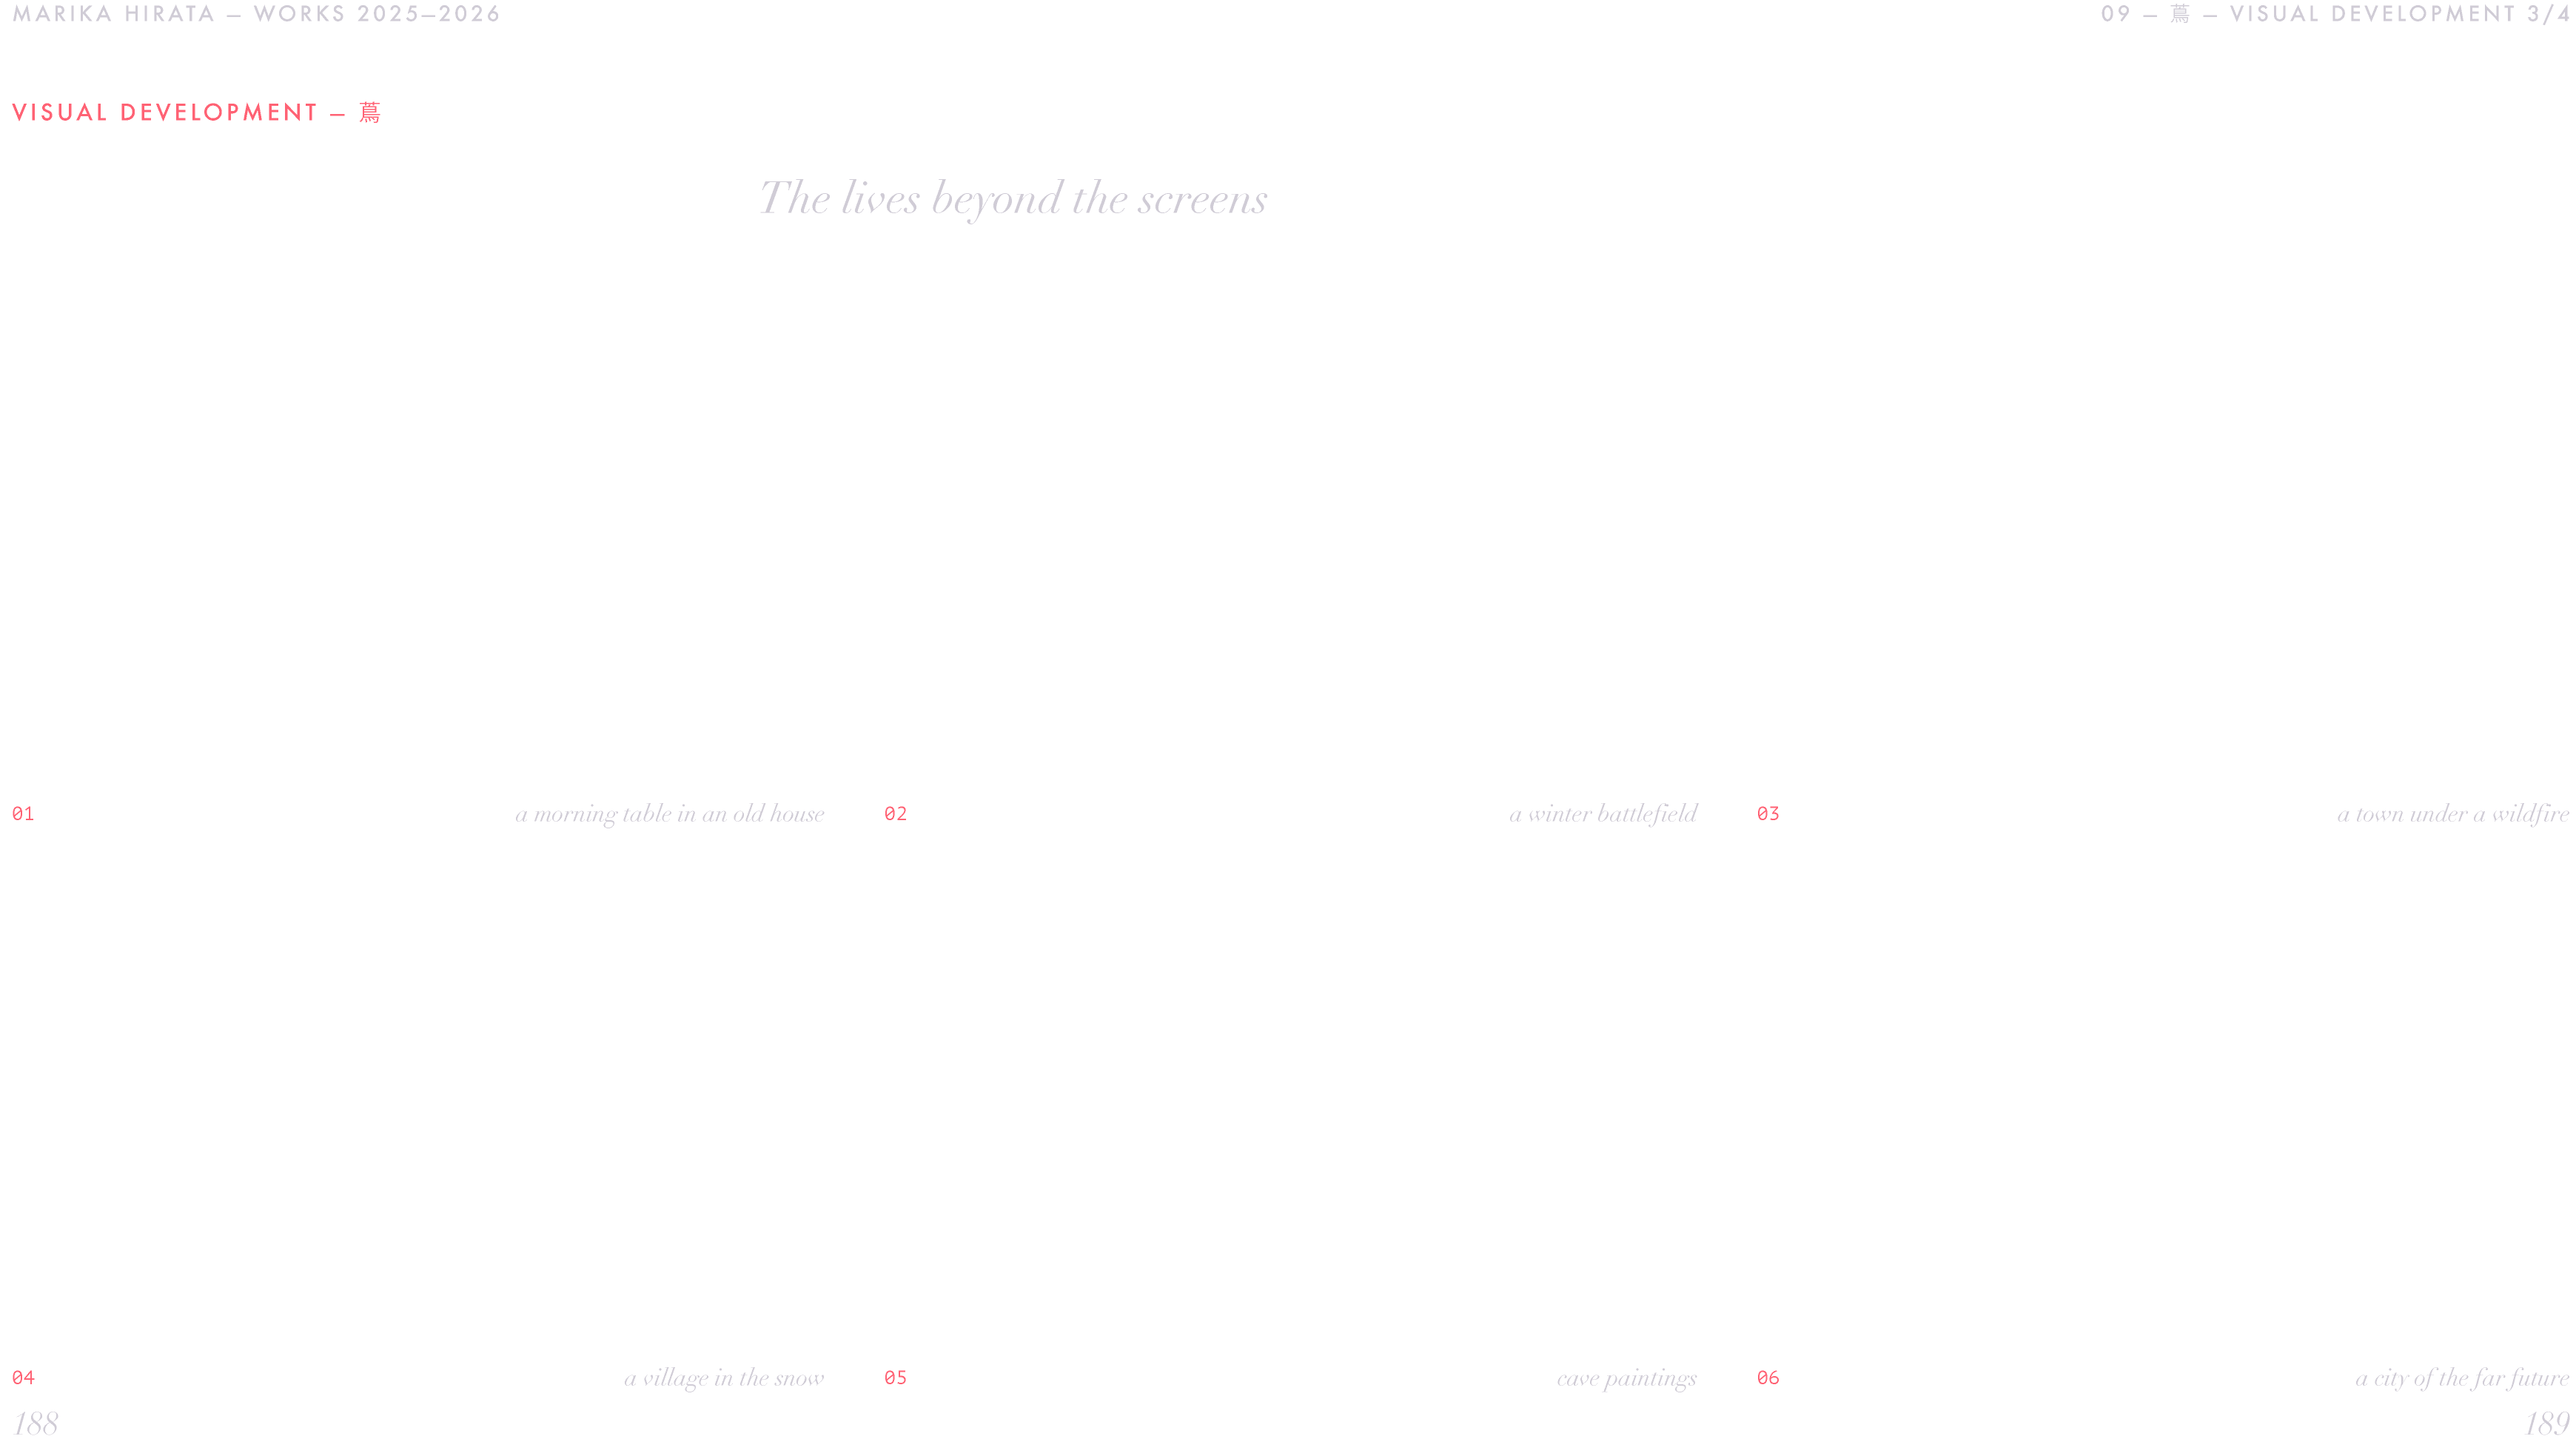 MARIKA HIRATA — WORKS 2025—2026
09 — 蔦 — VISUAL DEVELOPMENT 3/4
VISUAL DEVELOPMENT — 蔦
The lives beyond the screens
01 a morning table in an old house
02 a winter battlefield
03 a town under a wildfire
04 a village in the snow
05 cave paintings
06 a city of the far future
188
189